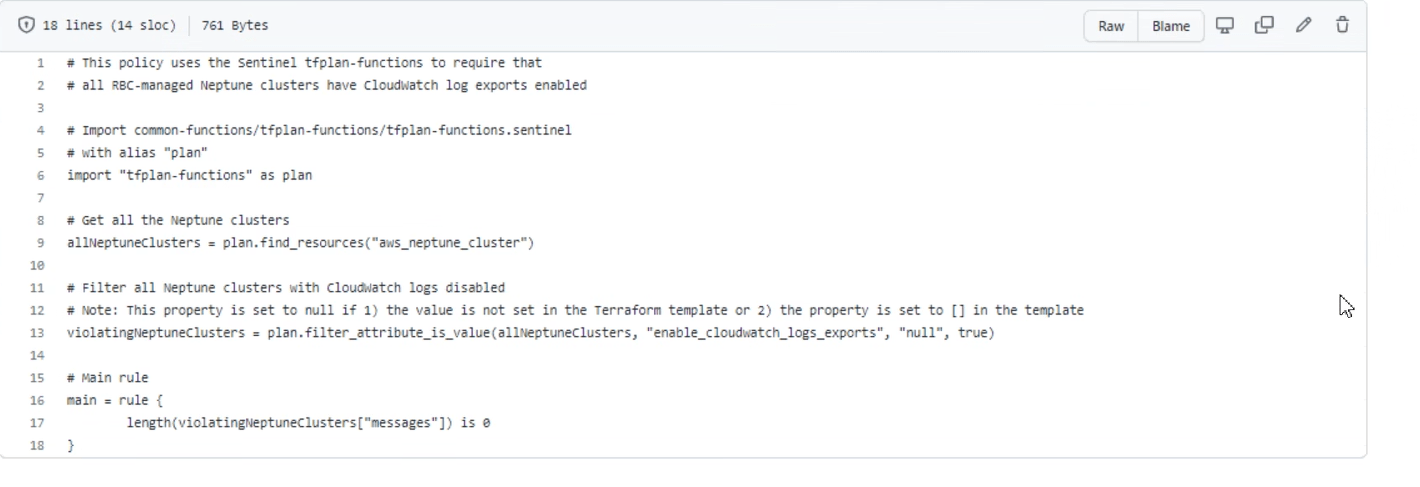 18 lines (14 sloc) 761 Bytes Raw Blame
1 # This policy uses the Sentinel tfplan-functions to require that
2 # all RBC-managed Neptune clusters have CloudWatch log exports enabled
3
4 # Import common-functions/tfplan-functions/tfplan-functions.sentinel
5 # with alias "plan"
6 import "tfplan-functions" as plan
7
8 # Get all the Neptune clusters
9 allNeptuneClusters = plan.find_resources("aws_neptune_cluster")
10
11 # Filter all Neptune clusters with CloudWatch logs disabled
12 # Note: This property is set to null if 1) the value is not set in the Terraform template or 2) the property is set to [] in the template
13 violatingNeptuneClusters = plan.filter_attribute_is_value(allNeptuneClusters, "enable_cloudwatch_logs_exports", "null", true)
14
15 # Main rule
16 main = rule {
17 length(violatingNeptuneClusters["messages"]) is 0
18 }